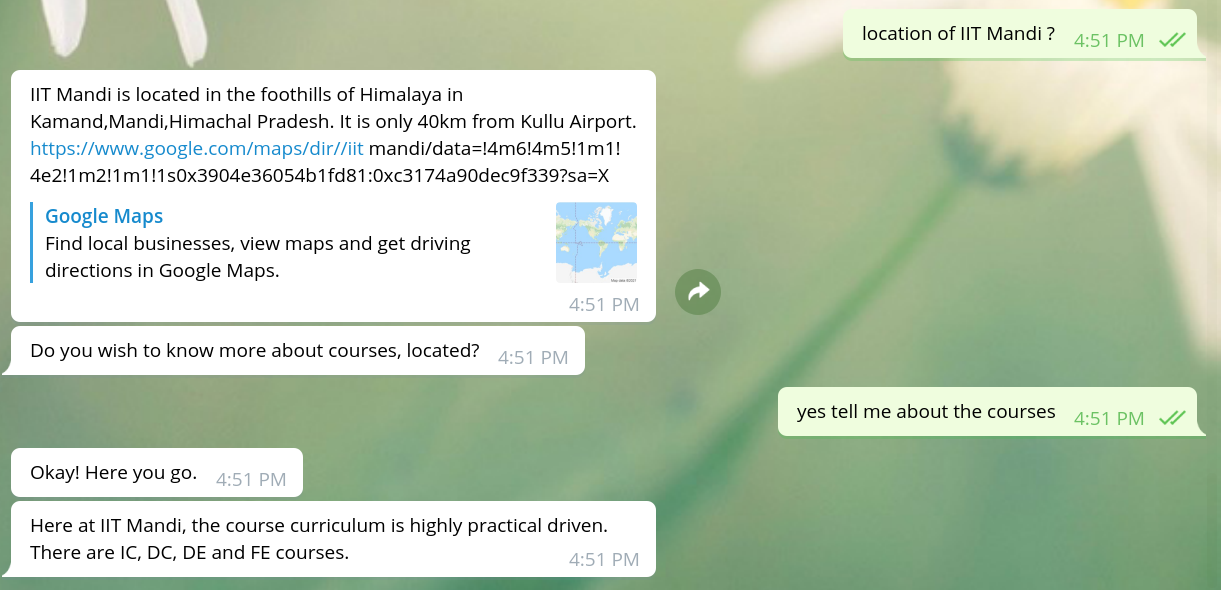 location of IIT Mandi ? 4:51 PM
IIT Mandi is located in the foothills of Himalaya in
Kamand,Mandi,Himachal Pradesh. It is only 40km from Kullu Airport.
https://www.google.com/maps/dir//iit mandi/data=!4m6!4m5!1m1!
4e2!1m2!1m1!1s0x3904e36054b1fd81:0xc3174a90dec9f339?sa=X
Google Maps
Find local businesses, view maps and get driving
directions in Google Maps.
4:51 PM
Do you wish to know more about courses, located? 4:51 PM
yes tell me about the courses 4:51 PM
Okay! Here you go. 4:51 PM
Here at IIT Mandi, the course curriculum is highly practical driven.
There are IC, DC, DE and FE courses. 4:51 PM